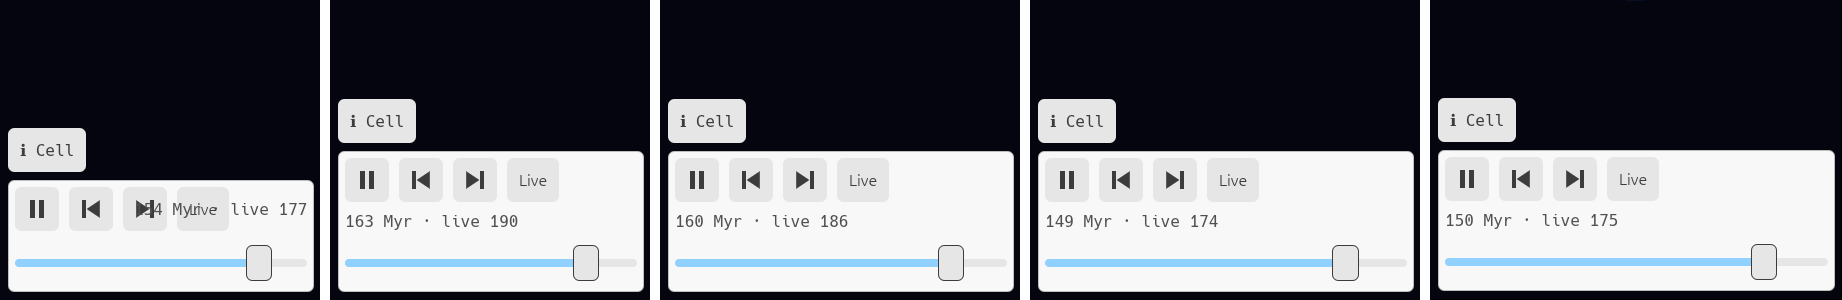 ℹ Cell
Live
live 177
ℹ Cell
Live
163 Myr · live 190
ℹ Cell
Live
160 Myr · live 186
ℹ Cell
Live
149 Myr · live 174
ℹ Cell
Live
150 Myr · live 175